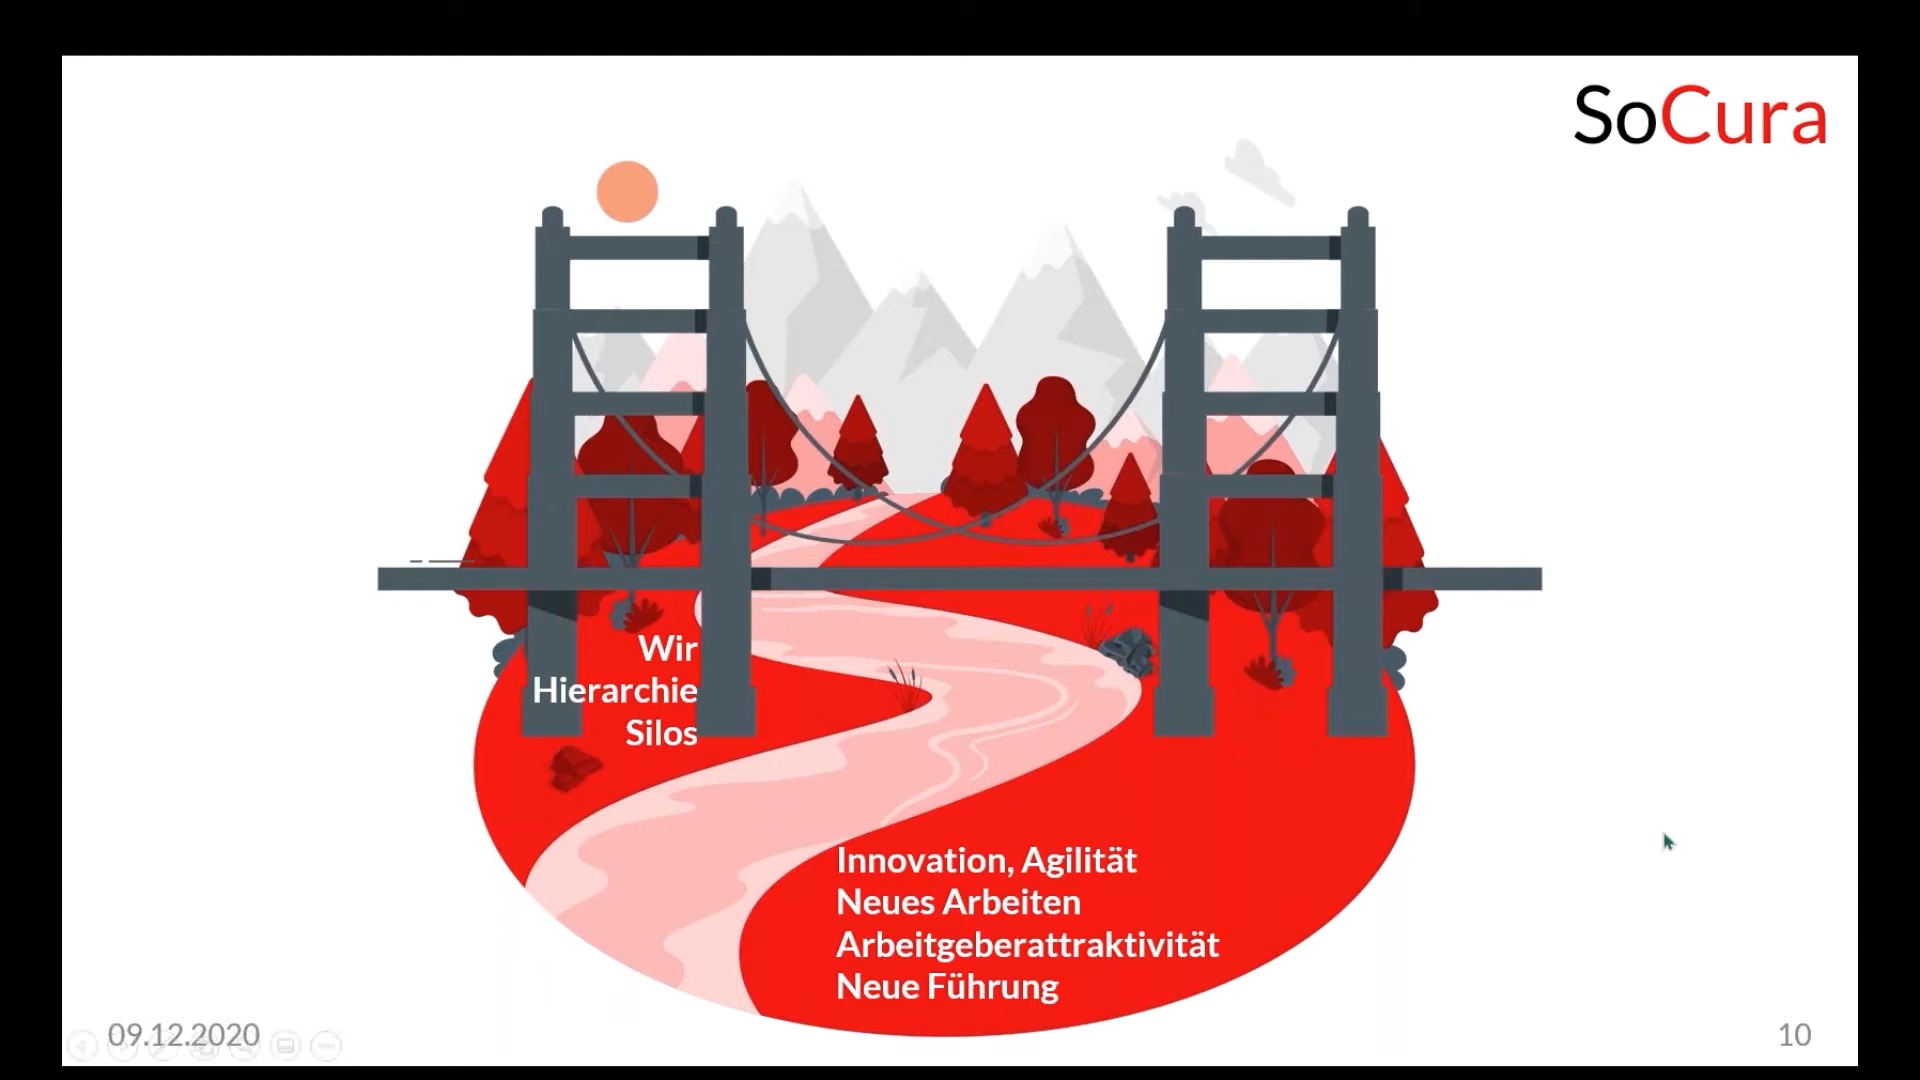 SoCura
Wir
Hierarchie
Silos
Innovation, Agilität
Neues Arbeiten
Arbeitgeberattraktivität
Neue Führung
09.12.2020
10